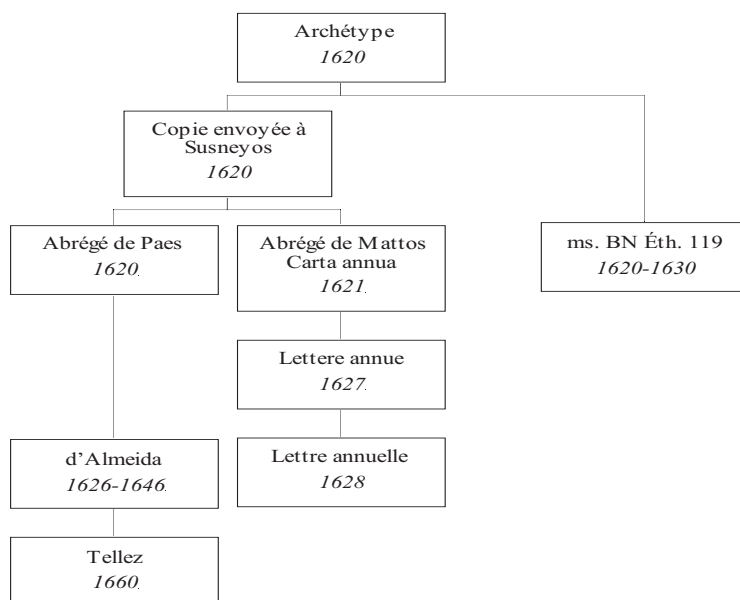 Archétype
1620
Copie envoyée à
Susneyos
1620
Abrégé de Paes
1620.
Abrégé de Mattos
Carta annua
1621.
ms. BN Éth. 119
1620-1630
Lettere annue
1627.
d'Almeida
1626-1646.
Lettre annuelle
1628
Tellez
1660.